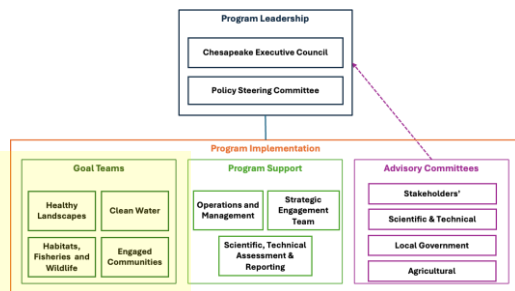 Program Leadership
Chesapeake Executive Council
Policy Steering Committee
Program Implementation
Goal Teams
Healthy
Landscapes
Clean Water
Habitats,
Fisheries and
Wildlife
Engaged
Communities
Program Support
Operations and
Management
Strategic
Engagement
Team
Scientific, Technical
Assessment &
Reporting
Advisory Committees
Stakeholders'
Scientific & Technical
Local Government
Agricultural